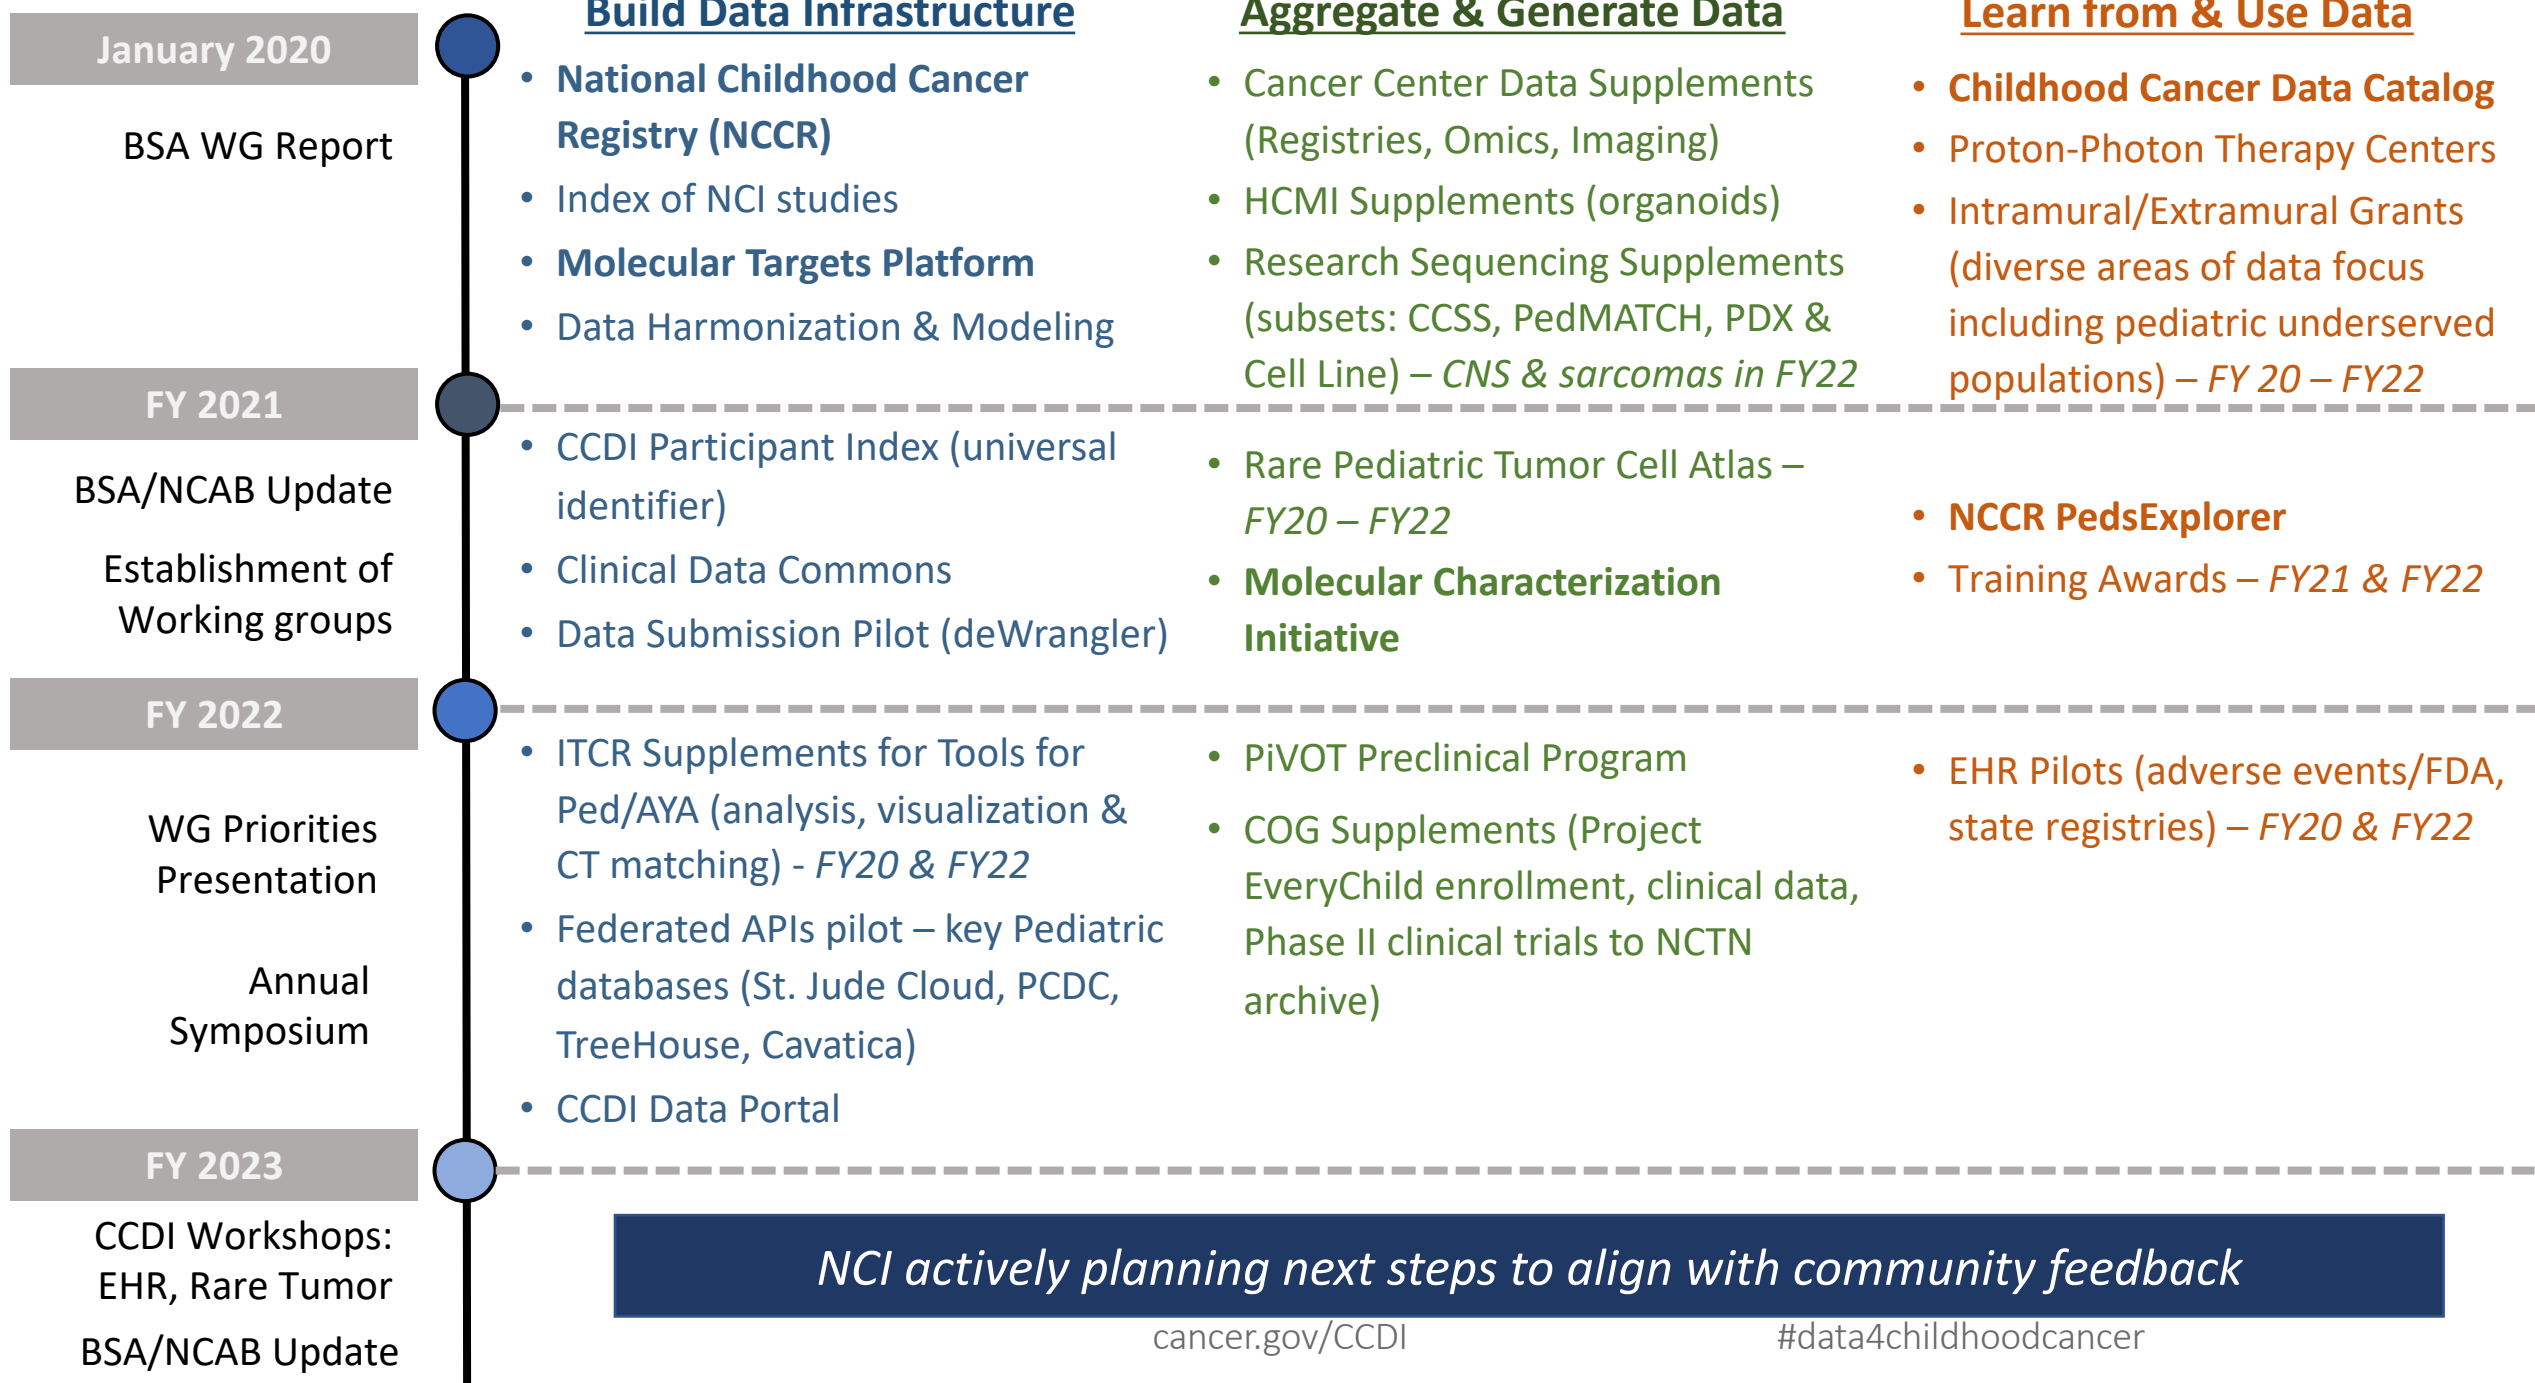 Build Data Infrastructure
Aggregate & Generate Data
Learn from & Use Data
January 2020
BSA WG Report
• National Childhood Cancer
Registry (NCCR)
• Index of NCI studies
• Molecular Targets Platform
• Data Harmonization & Modeling
• Cancer Center Data Supplements
(Registries, Omics, Imaging)
• HCMI Supplements (organoids)
• Research Sequencing Supplements
(subsets: CCSS, PedMATCH, PDX &
Cell Line) – CNS & sarcomas in FY22
• Childhood Cancer Data Catalog
• Proton-Photon Therapy Centers
• Intramural/Extramural Grants
(diverse areas of data focus
including pediatric underserved
populations) – FY 20 – FY22
FY 2021
BSA/NCAB Update
Establishment of
Working groups
• CCDI Participant Index (universal
identifier)
• Clinical Data Commons
• Data Submission Pilot (deWrangler)
• Rare Pediatric Tumor Cell Atlas –
FY20 – FY22
• Molecular Characterization
Initiative
• NCCR PedsExplorer
• Training Awards – FY21 & FY22
FY 2022
WG Priorities
Presentation
Annual
Symposium
• ITCR Supplements for Tools for
Ped/AYA (analysis, visualization &
CT matching) - FY20 & FY22
• Federated APIs pilot – key Pediatric
databases (St. Jude Cloud, PCDC,
TreeHouse, Cavatica)
• CCDI Data Portal
• PiVOT Preclinical Program
• COG Supplements (Project
EveryChild enrollment, clinical data,
Phase II clinical trials to NCTN
archive)
• EHR Pilots (adverse events/FDA,
state registries) – FY20 & FY22
FY 2023
CCDI Workshops:
EHR, Rare Tumor
BSA/NCAB Update
NCI actively planning next steps to align with community feedback
cancer.gov/CCDI
#data4childhoodcancer